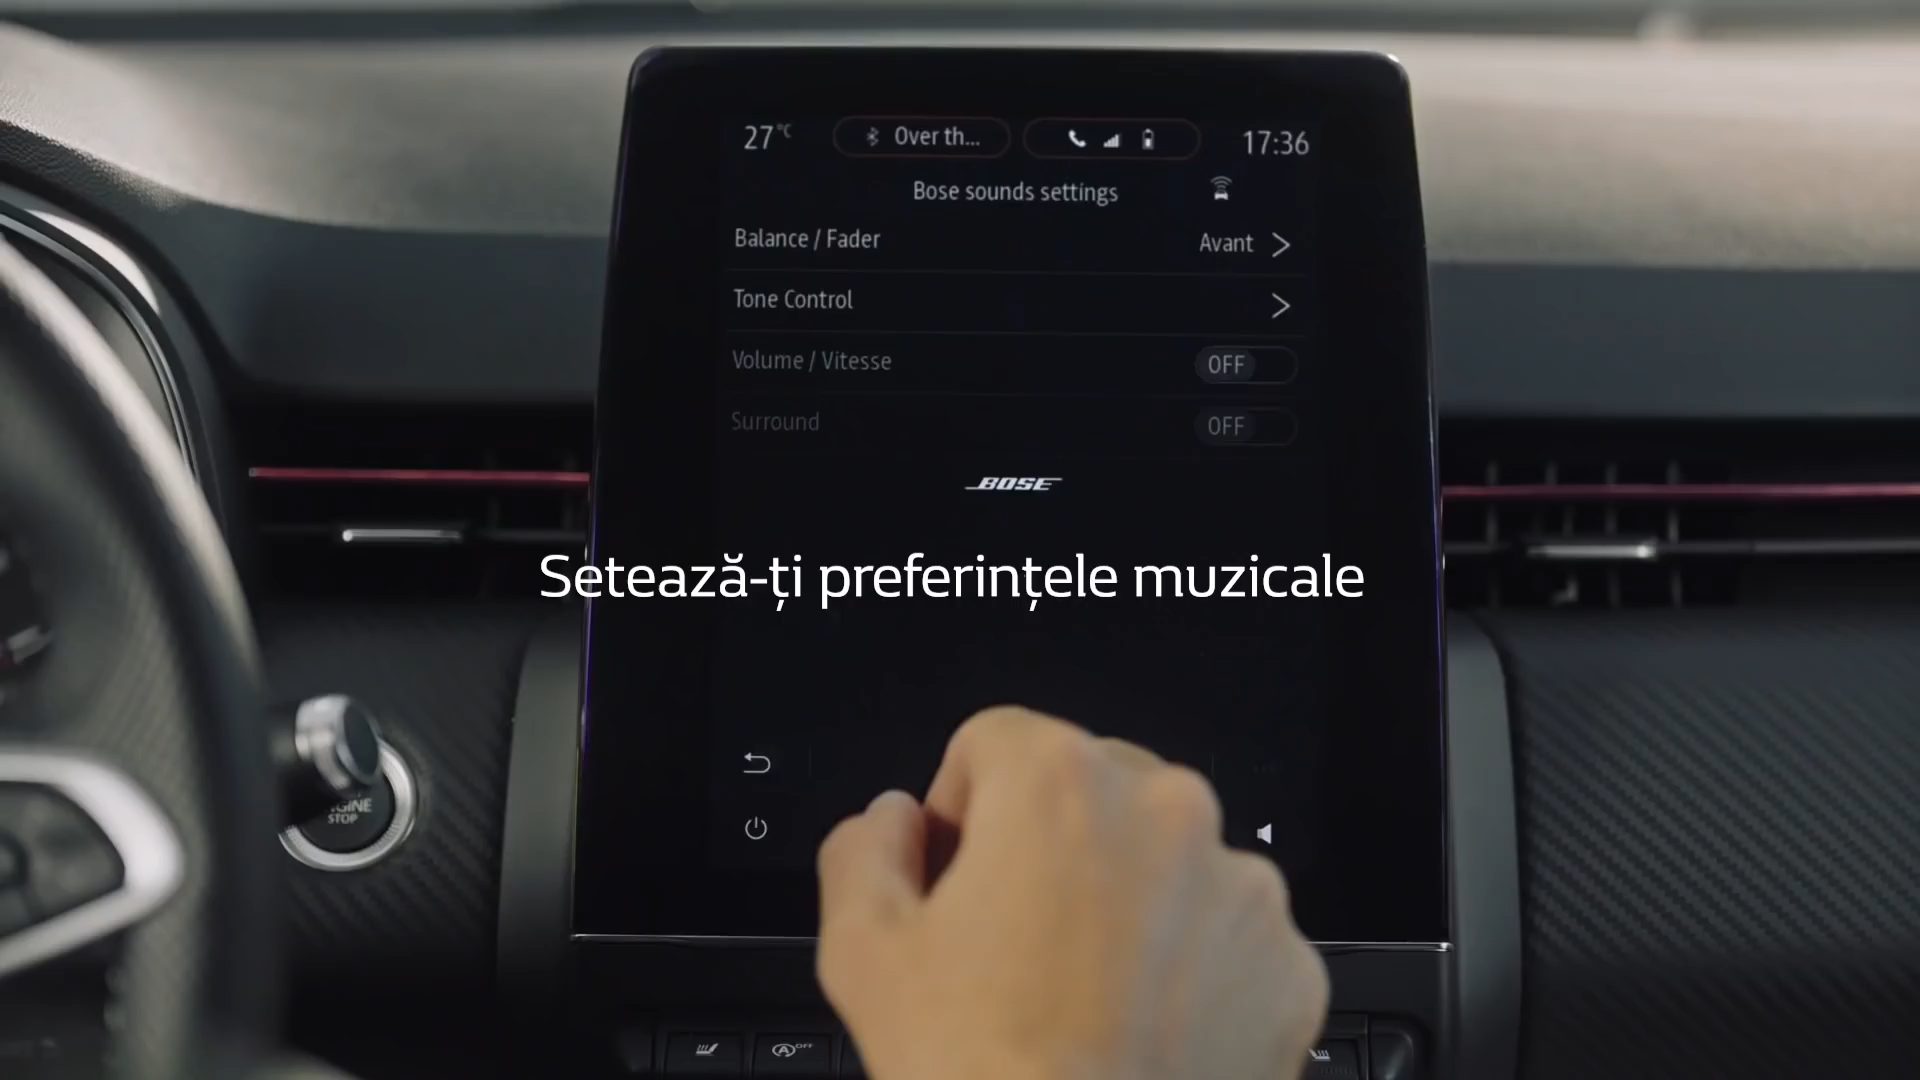 27°C
Over th...
17:36
Bose sounds settings
Balance / Fader
Avant
Tone Control
Volume / Vitesse
OFF
Surround
OFF
BOSE
Setează-ți preferințele muzicale
STOP
A OFF